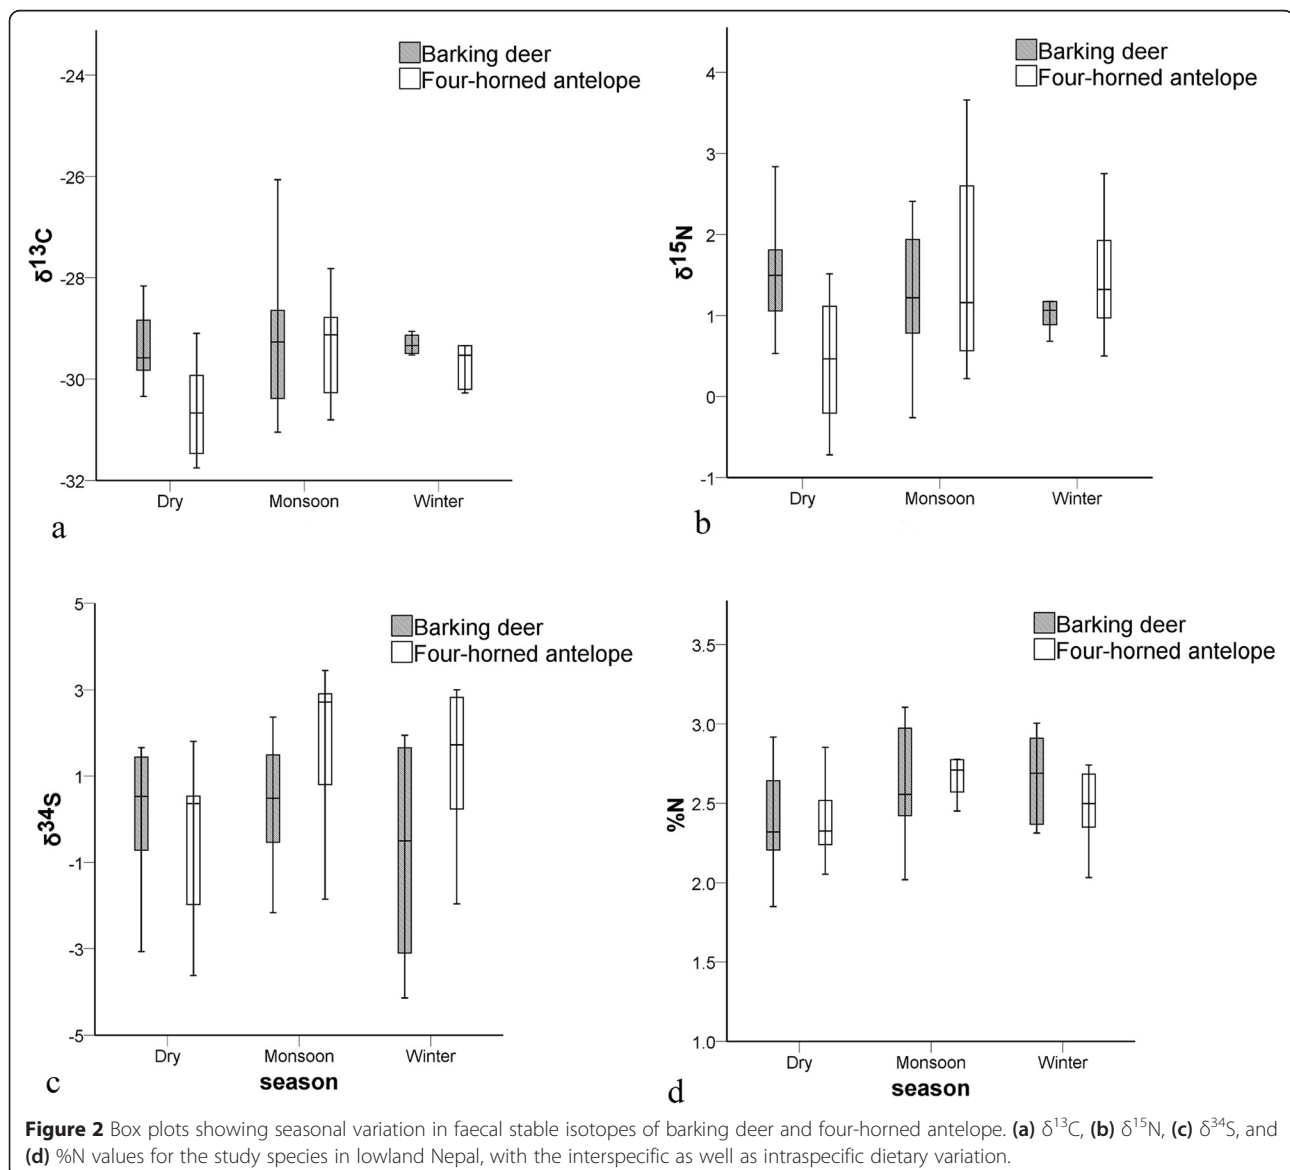 Barking deer
Four-horned antelope
-24
-26
-28
-30
-32
δ¹³C
Dry Monsoon Winter
a
Barking deer
Four-horned antelope
4
3
2
1
0
-1
δ¹⁵N
Dry Monsoon Winter
b
Barking deer
Four-horned antelope
5
3
1
-1
-3
-5
δ³⁴S
Dry Monsoon Winter
season
c
Barking deer
Four-horned antelope
3.5
3.0
2.5
2.0
1.5
1.0
%N
Dry Monsoon Winter
season
d
Figure 2 Box plots showing seasonal variation in faecal stable isotopes of barking deer and four-horned antelope. (a) δ¹³C, (b) δ¹⁵N, (c) δ³⁴S, and
(d) %N values for the study species in lowland Nepal, with the interspecific as well as intraspecific dietary variation.